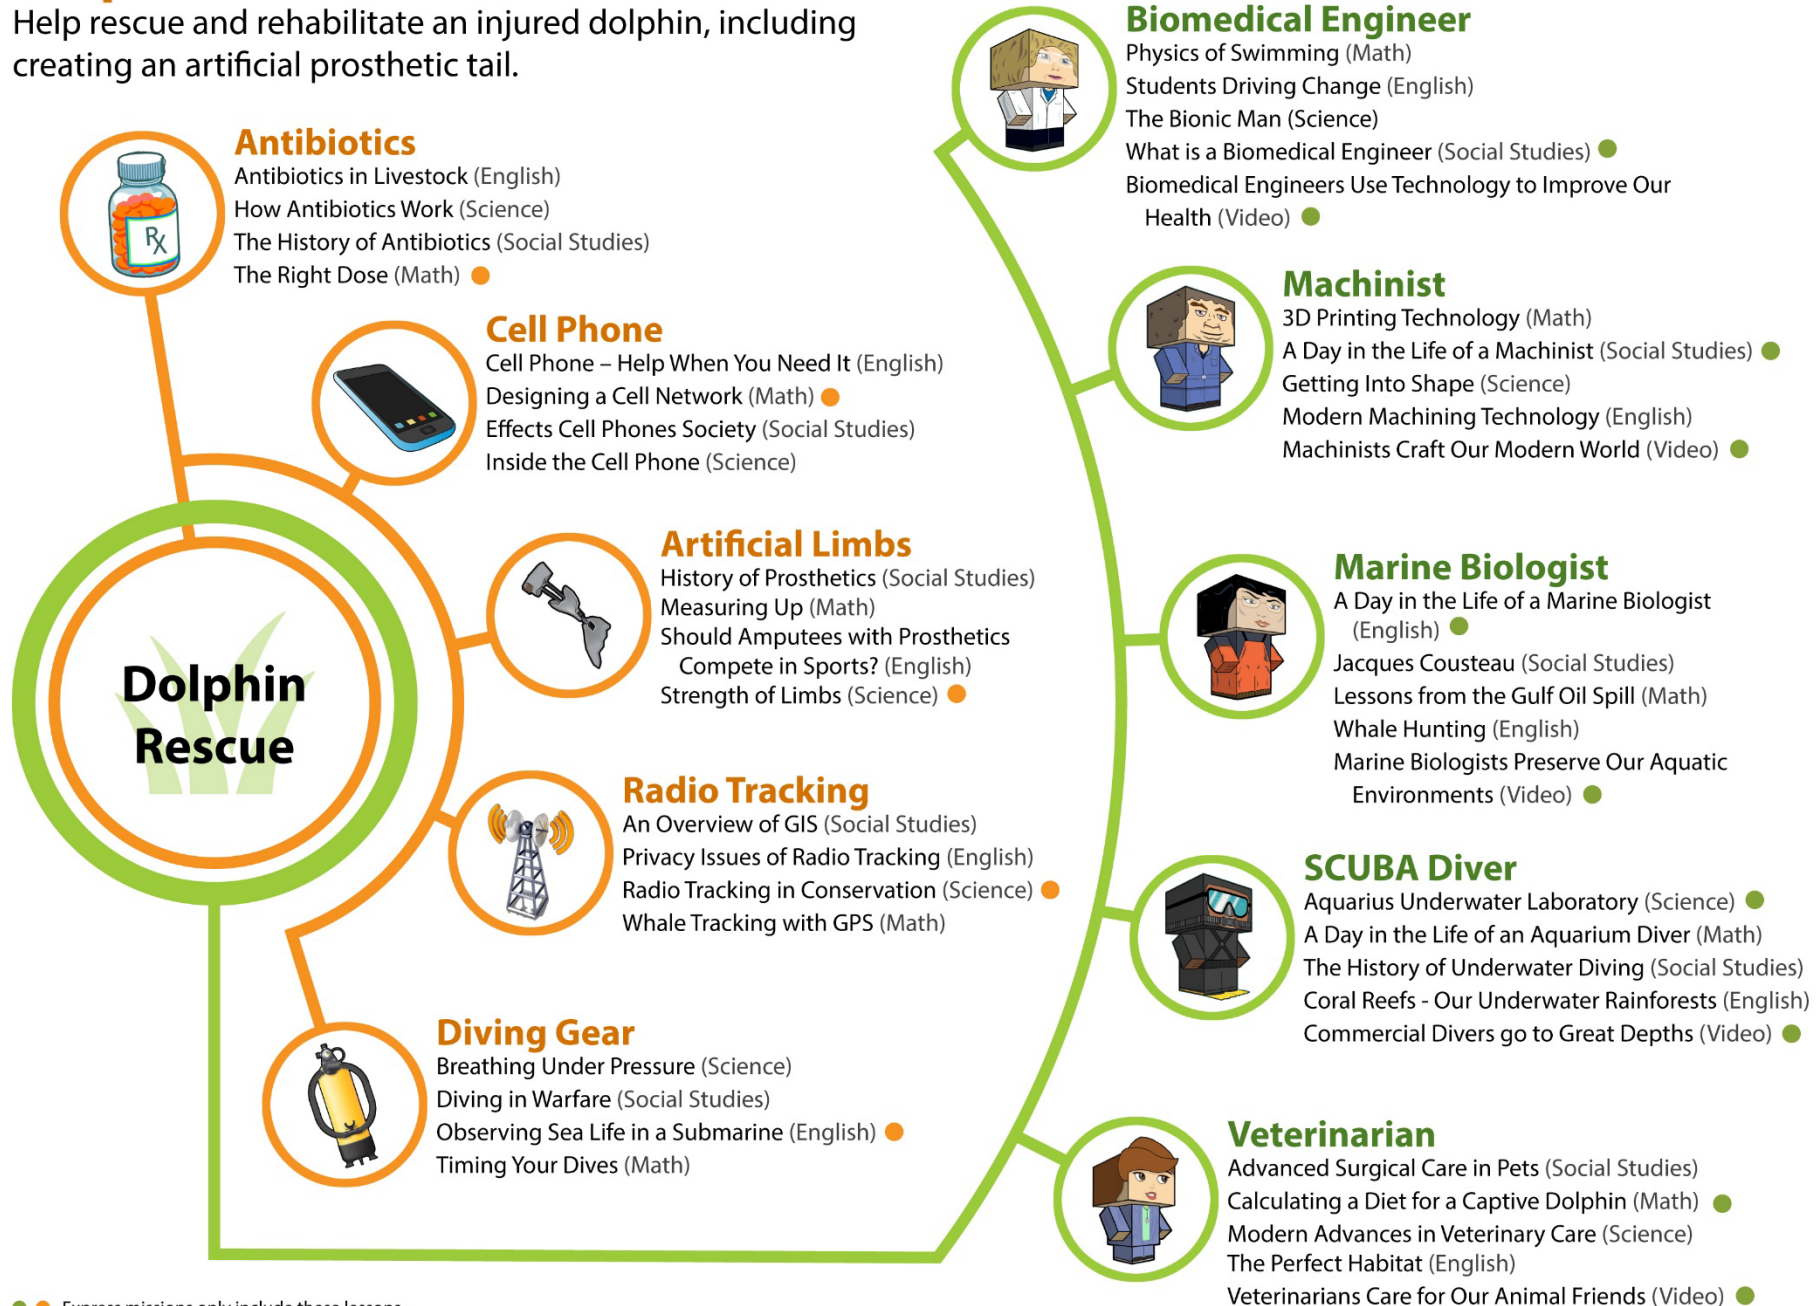 Help rescue and rehabilitate an injured dolphin, including
creating an artificial prosthetic tail.
Antibiotics
Antibiotics in Livestock (English)
How Antibiotics Work (Science)
The History of Antibiotics (Social Studies)
The Right Dose (Math)
Rx
Cell Phone
Cell Phone – Help When You Need It (English)
Designing a Cell Network (Math)
Effects Cell Phones Society (Social Studies)
Inside the Cell Phone (Science)
Artificial Limbs
History of Prosthetics (Social Studies)
Measuring Up (Math)
Should Amputees with Prosthetics
Compete in Sports? (English)
Strength of Limbs (Science)
Dolphin
Rescue
Radio Tracking
An Overview of GIS (Social Studies)
Privacy Issues of Radio Tracking (English)
Radio Tracking in Conservation (Science)
Whale Tracking with GPS (Math)
Diving Gear
Breathing Under Pressure (Science)
Diving in Warfare (Social Studies)
Observing Sea Life in a Submarine (English)
Timing Your Dives (Math)
Biomedical Engineer
Physics of Swimming (Math)
Students Driving Change (English)
The Bionic Man (Science)
What is a Biomedical Engineer (Social Studies)
Biomedical Engineers Use Technology to Improve Our
Health (Video)
Machinist
3D Printing Technology (Math)
A Day in the Life of a Machinist (Social Studies)
Getting Into Shape (Science)
Modern Machining Technology (English)
Machinists Craft Our Modern World (Video)
Marine Biologist
A Day in the Life of a Marine Biologist
(English)
Jacques Cousteau (Social Studies)
Lessons from the Gulf Oil Spill (Math)
Whale Hunting (English)
Marine Biologists Preserve Our Aquatic
Environments (Video)
SCUBA Diver
Aquarius Underwater Laboratory (Science)
A Day in the Life of an Aquarium Diver (Math)
The History of Underwater Diving (Social Studies)
Coral Reefs - Our Underwater Rainforests (English)
Commercial Divers go to Great Depths (Video)
Veterinarian
Advanced Surgical Care in Pets (Social Studies)
Calculating a Diet for a Captive Dolphin (Math)
Modern Advances in Veterinary Care (Science)
The Perfect Habitat (English)
Veterinarians Care for Our Animal Friends (Video)
Express missions only include these lessons